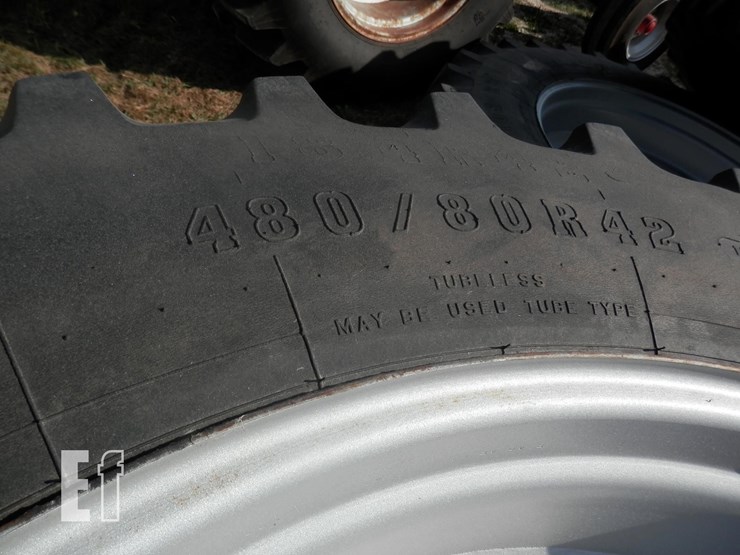 480/80R42
TUBELESS
MAY BE USED TUBE TYPE
Ef